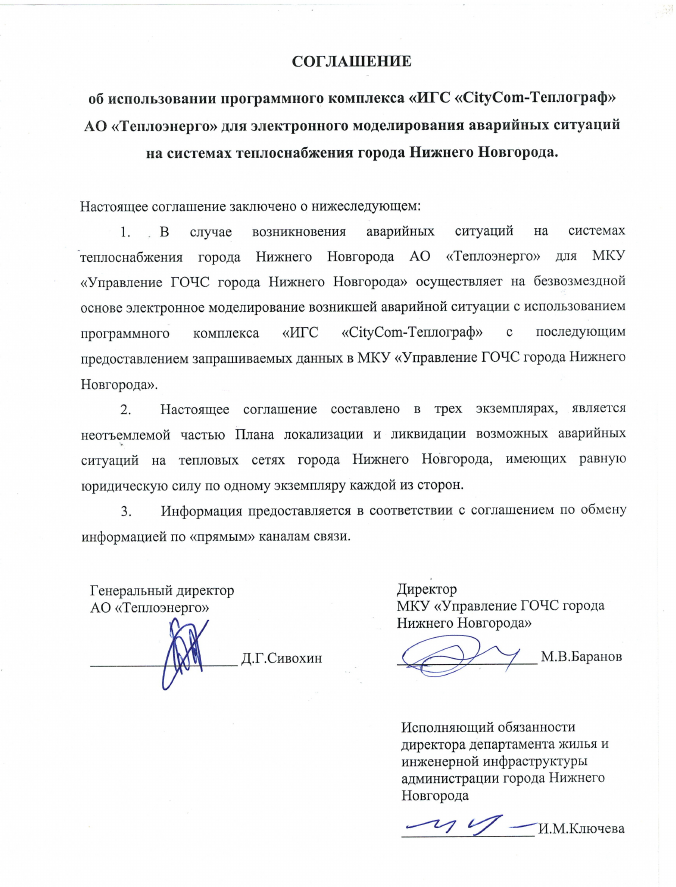 СОГЛАШЕНИЕ
об использовании программного комплекса «ИГС «CityCom-Теплограф»
АО «Теплоэнерго» для электронного моделирования аварийных ситуаций
на системах теплоснабжения города Нижнего Новгорода.
Настоящее соглашение заключено о нижеследующем:
1. В случае возникновения аварийных ситуаций на системах
теплоснабжения города Нижнего Новгорода АО «Теплоэнерго» для МКУ
«Управление ГОЧС города Нижнего Новгорода» осуществляет на безвозмездной
основе электронное моделирование возникшей аварийной ситуации с использованием
программного комплекса «ИГС «CityCom-Теплограф» с последующим
предоставлением запрашиваемых данных в МКУ «Управление ГОЧС города Нижнего
Новгорода».
2. Настоящее соглашение составлено в трех экземплярах, является
неотъемлемой частью Плана локализации и ликвидации возможных аварийных
ситуаций на тепловых сетях города Нижнего Новгорода, имеющих равную
юридическую силу по одному экземпляру каждой из сторон.
3. Информация предоставляется в соответствии с соглашением по обмену
информацией по «прямым» каналам связи.
Генеральный директор
АО «Теплоэнерго»
Д.Г.Сивохин
Директор
МКУ «Управление ГОЧС города
Нижнего Новгорода»
М.В.Баранов
Исполняющий обязанности
директора департамента жилья и
инженерной инфраструктуры
администрации города Нижнего
Новгорода
И.М.Ключева